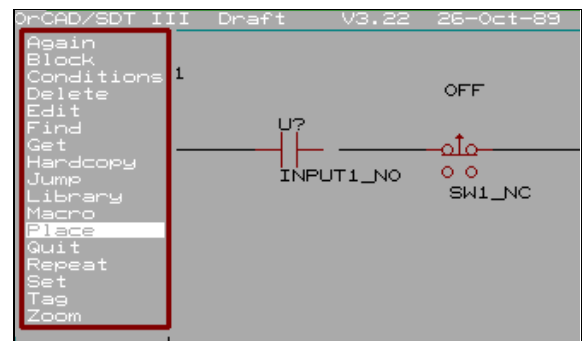 OrCAD/SDT III Draft V3.22 26-Oct-89
Again
Block
Conditions
Delete
Edit
Find
Get
Hardcopy
Jump
Library
Macro
Place
Quit
Repeat
Set
Tag
Zoom
1
OFF
U?
INPUT1_NO
SW1_NC